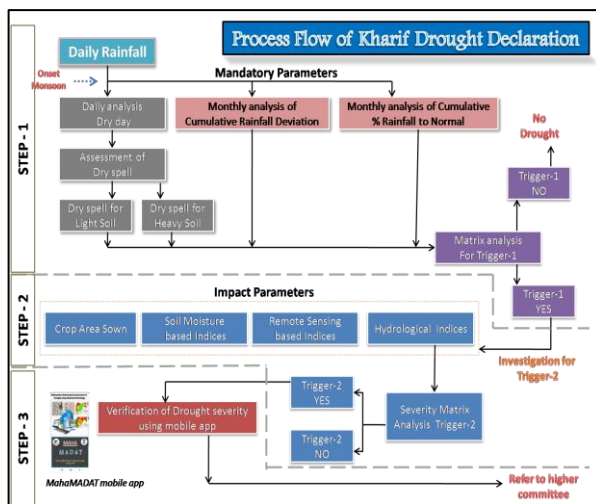 Process Flow of Kharif Drought Declaration
Daily Rainfall
Onset
Monsoon
Mandatory Parameters
STEP - 1
Daily analysis
Dry day
Monthly analysis of
Cumulative Rainfall Deviation
Monthly analysis of Cumulative
% Rainfall to Normal
No
Drought
Assessment of
Dry spell
Trigger-1
NO
Dry spell for
Light Soil
Dry spell for
Heavy Soil
Matrix analysis
For Trigger-1
Trigger-1
YES
STEP - 2
Impact Parameters
Crop Area Sown
Soil Moisture
based Indices
Remote Sensing
based Indices
Hydrological Indices
Investigation for
Trigger-2
STEP - 3
Verification of Drought severity
using mobile app
Trigger-2
YES
Severity Matrix
Analysis Trigger-2
Trigger-2
NO
MAHA
MADAT
MahaMADAT mobile app
Refer to higher
committee